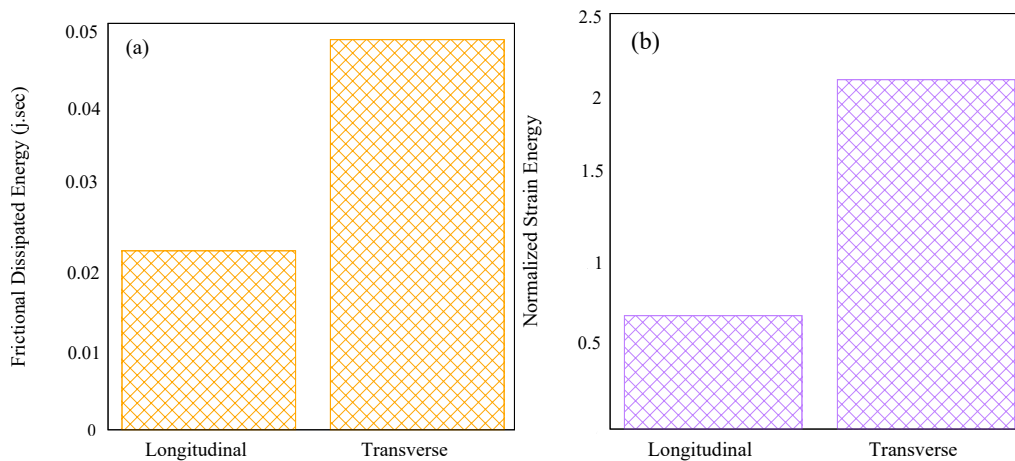 Frictional Dissipated Energy (j.sec)
0.05
0.04
0.03
0.02
0.01
0
(a)
Longitudinal
Transverse
Normalized Strain Energy
2.5
2
1.5
1
0.5
(b)
Longitudinal
Transverse